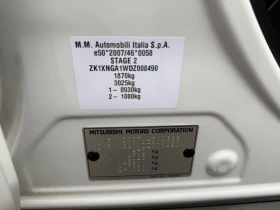 M.M. Automobili Italia S.p.A.
e50*2007/46*0058
STAGE 2
ZK1XNGA1WDZ008490
1870kg
3025kg
1- 0930kg
2- 1080kg
MITSUBISHI MOTORS CORPORATION